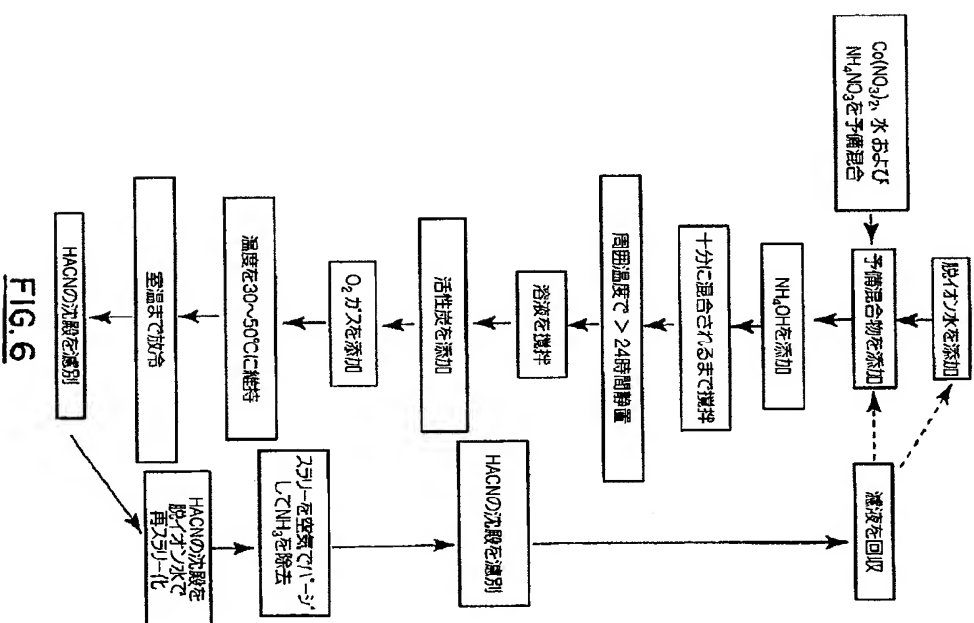 Co(NO₃)₂、水および
NH₄NO₃を予備混合
脱イオン水を添加
予備混合物を添加
NH₄OHを添加
十分に混合されるまで撹拌
周囲温度で > 24時間静置
溶液を撹拌
活性炭を添加
O₂ガスを添加
温度を30~50℃に維持
室温まで放冷
HACNの沈殿を濾別
HACNの沈殿を
脱イオン水で
再スラリー化
スラリーを空気でパージ
してNH₃を除去
HACNの沈殿を濾別
濾液を回収
FIG.6